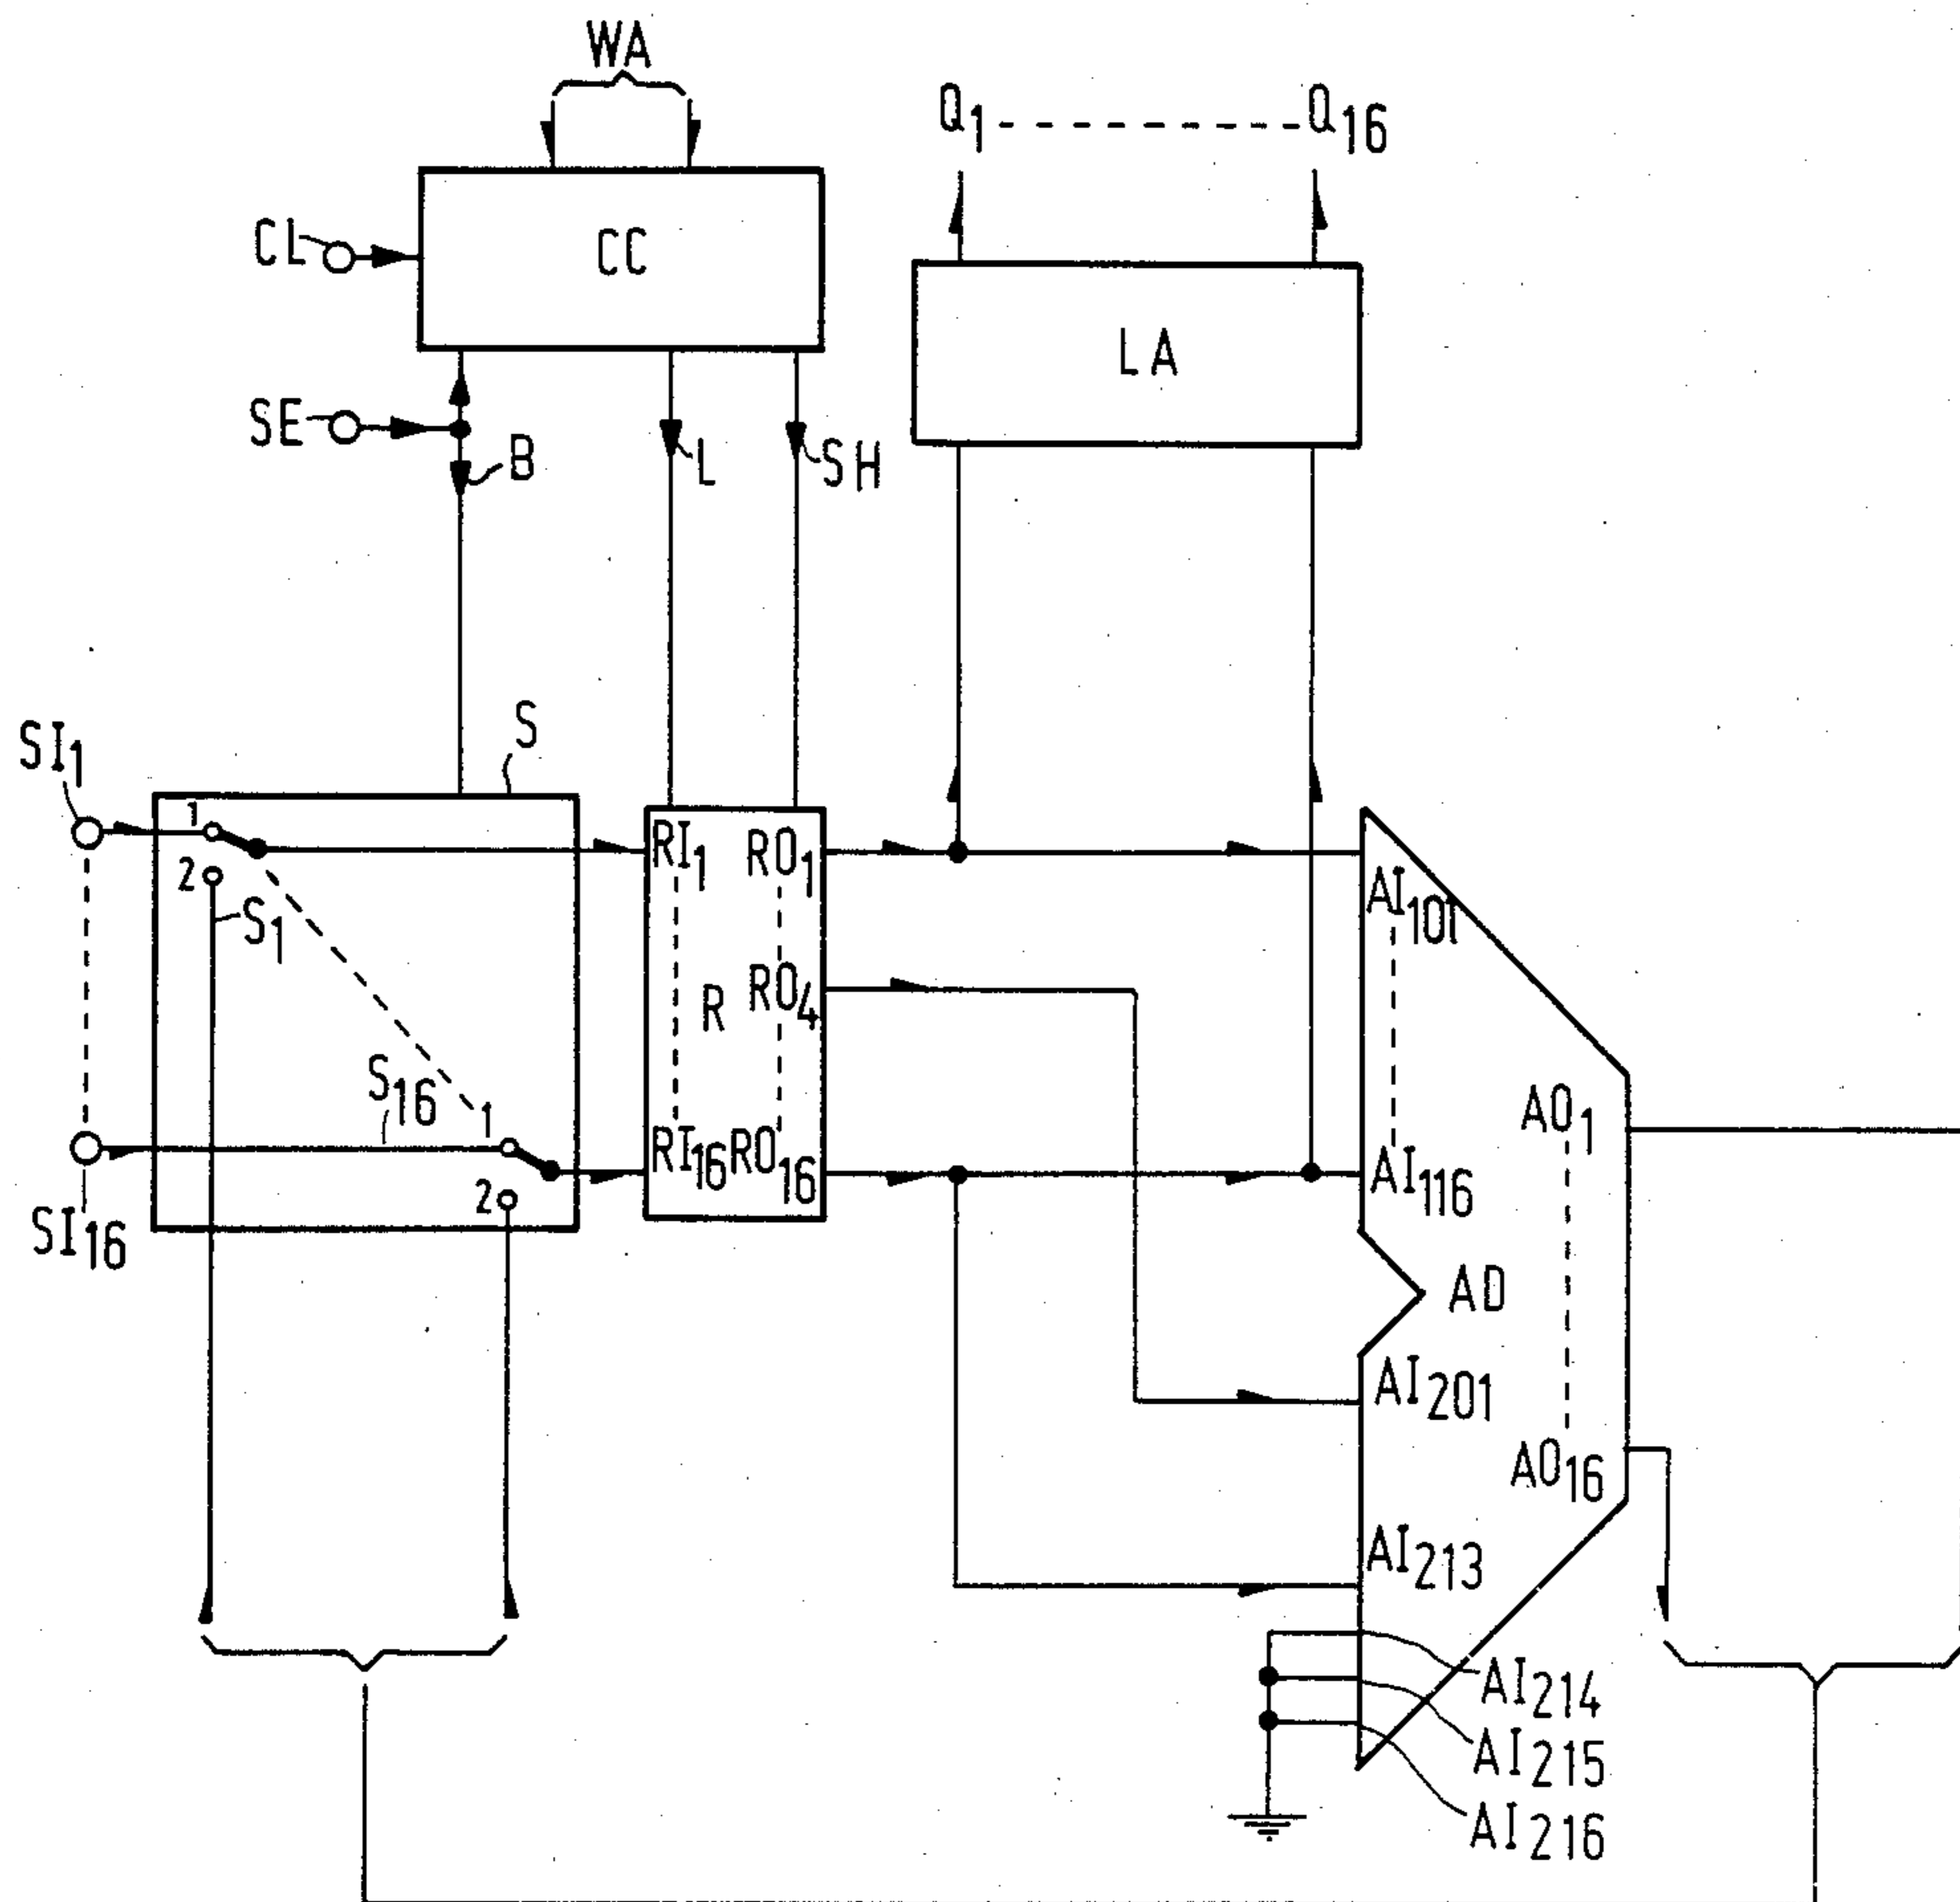 WA
Q1 Q16
CL
CC
LA
SE
B
L
SH
S
SI1
1
2
S1
RI1
RO1
AI101
R
RO4
S16
1
2
RI16
RO16
AI116
SI16
AO1
AD
AI201
AO16
AI213
AI214
AI215
AI216